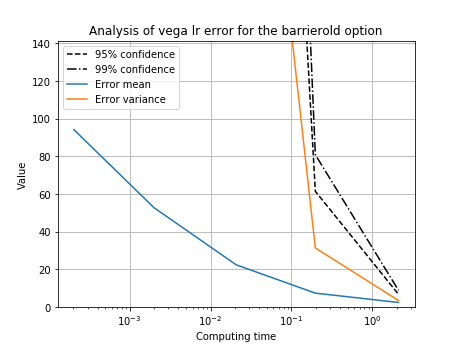 Analysis of vega lr error for the barrierold option
95% confidence
99% confidence
Error mean
Error variance
140
120
100
80
60
40
20
0
Value
10⁻³
10⁻²
10⁻¹
10⁰
Computing time